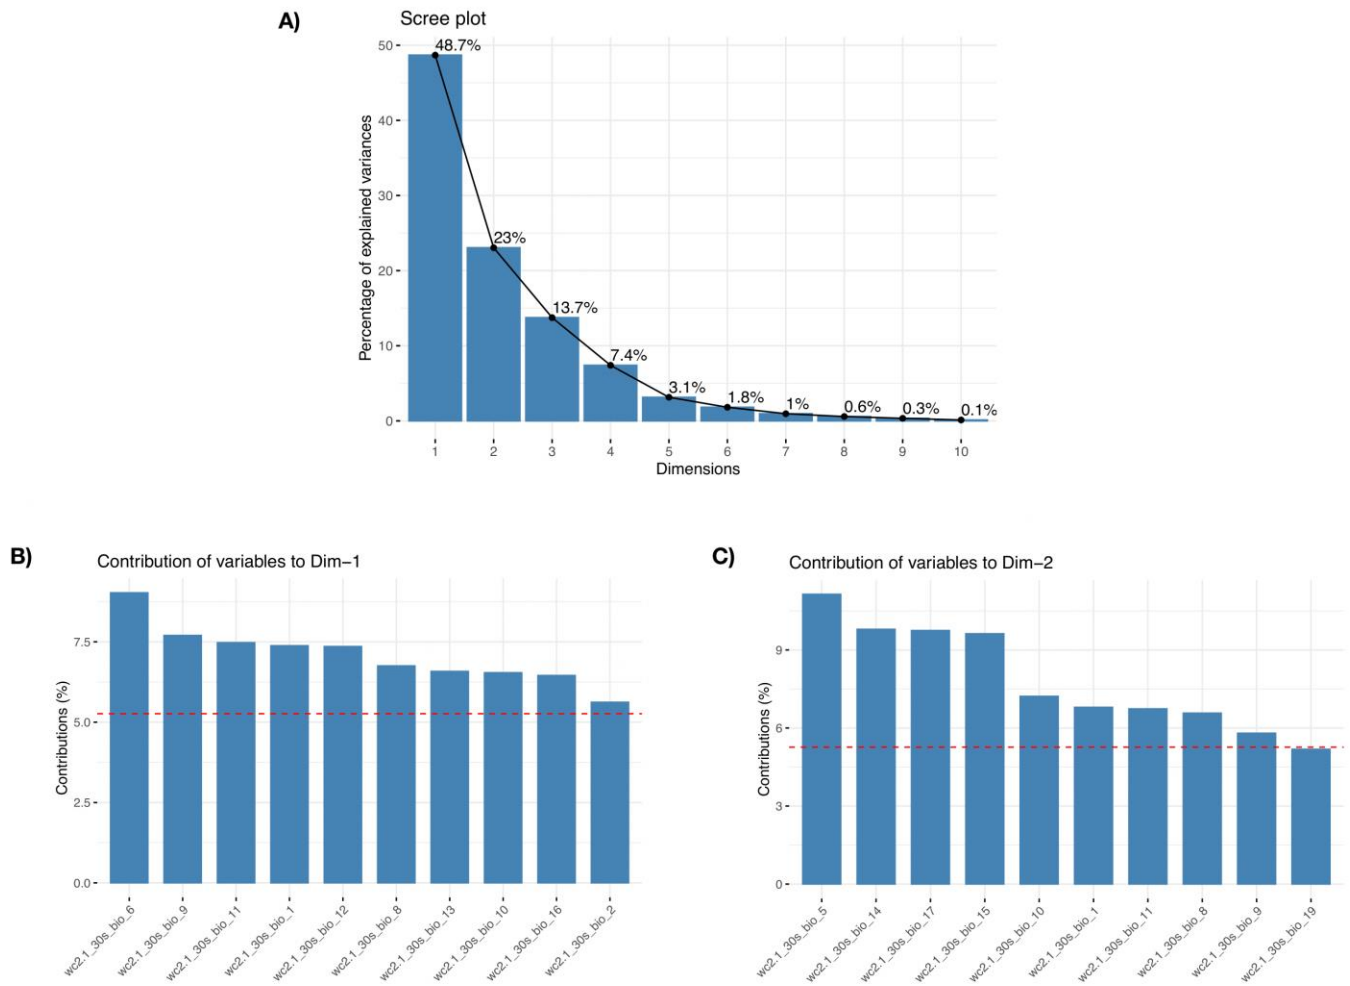 A)
Scree plot
Percentage of explained variances
50
40
30
20
10
0
48.7%
23%
13.7%
7.4%
3.1%
1.8%
1%
0.6%
0.3%
0.1%
1 2 3 4 5 6 7 8 9 10
Dimensions
B)
Contribution of variables to Dim−1
Contributions (%)
7.5
5.0
2.5
0.0
wc2.1_30s_bio_6
wc2.1_30s_bio_9
wc2.1_30s_bio_11
wc2.1_30s_bio_1
wc2.1_30s_bio_12
wc2.1_30s_bio_8
wc2.1_30s_bio_13
wc2.1_30s_bio_10
wc2.1_30s_bio_16
wc2.1_30s_bio_2
C)
Contribution of variables to Dim−2
Contributions (%)
9
6
3
0
wc2.1_30s_bio_5
wc2.1_30s_bio_14
wc2.1_30s_bio_17
wc2.1_30s_bio_15
wc2.1_30s_bio_10
wc2.1_30s_bio_1
wc2.1_30s_bio_11
wc2.1_30s_bio_8
wc2.1_30s_bio_9
wc2.1_30s_bio_19